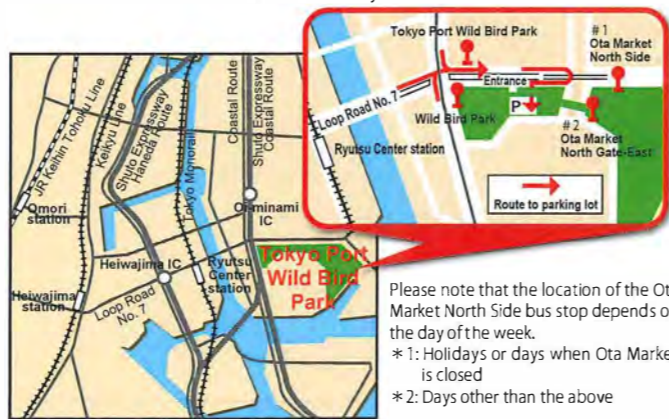 Tokyo Port Wild Bird Park
# 1
Ota Market
North Side
Entrance
Loop Road No. 7
Wild Bird Park
P
# 2
Ota Market
North Gate-East
Ryutsu Center station
Route to parking lot
JR Keihin Tohoku Line
Keikyu Line
Shuto Expressway
Haneda Route
Tokyo Monorail
Coastal Route
Shuto Expressway
Coastal Route
Omori
station
Oi-minami
IC
Heiwajima IC
Ryutsu
Center
station
Tokyo Port
Wild Bird
Park
Heiwajima
station
Loop Road
No. 7
Please note that the location of the Ot
Market North Side bus stop depends o
the day of the week.
*1: Holidays or days when Ota Marke
is closed
*2: Days other than the above